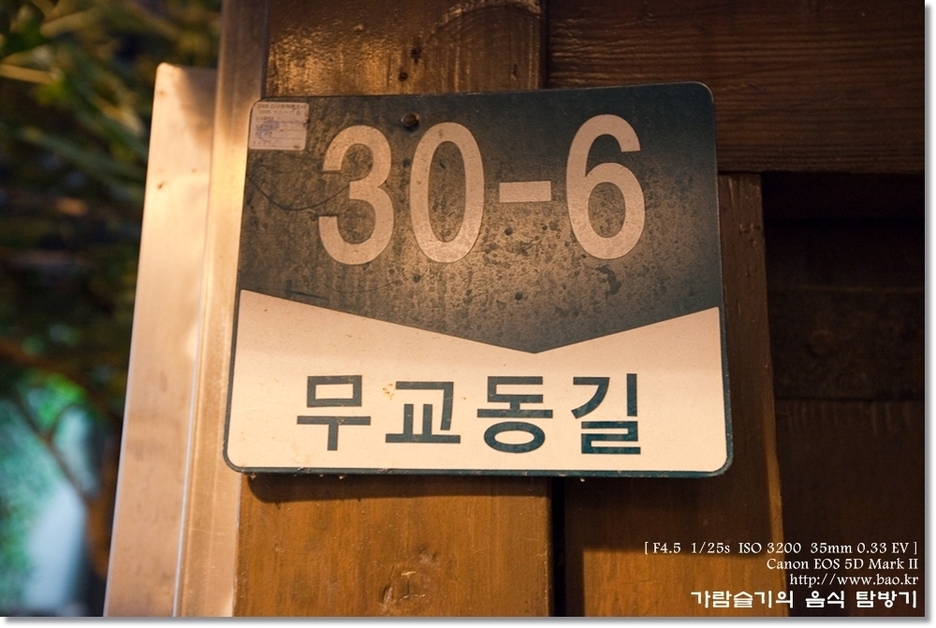 30-6
무교동길
[ F4.5 1/25s ISO 3200 35mm 0.33 EV ]
Canon EOS 5D Mark II
http://www.bao.kr
가람슬기의 음식 탐방기